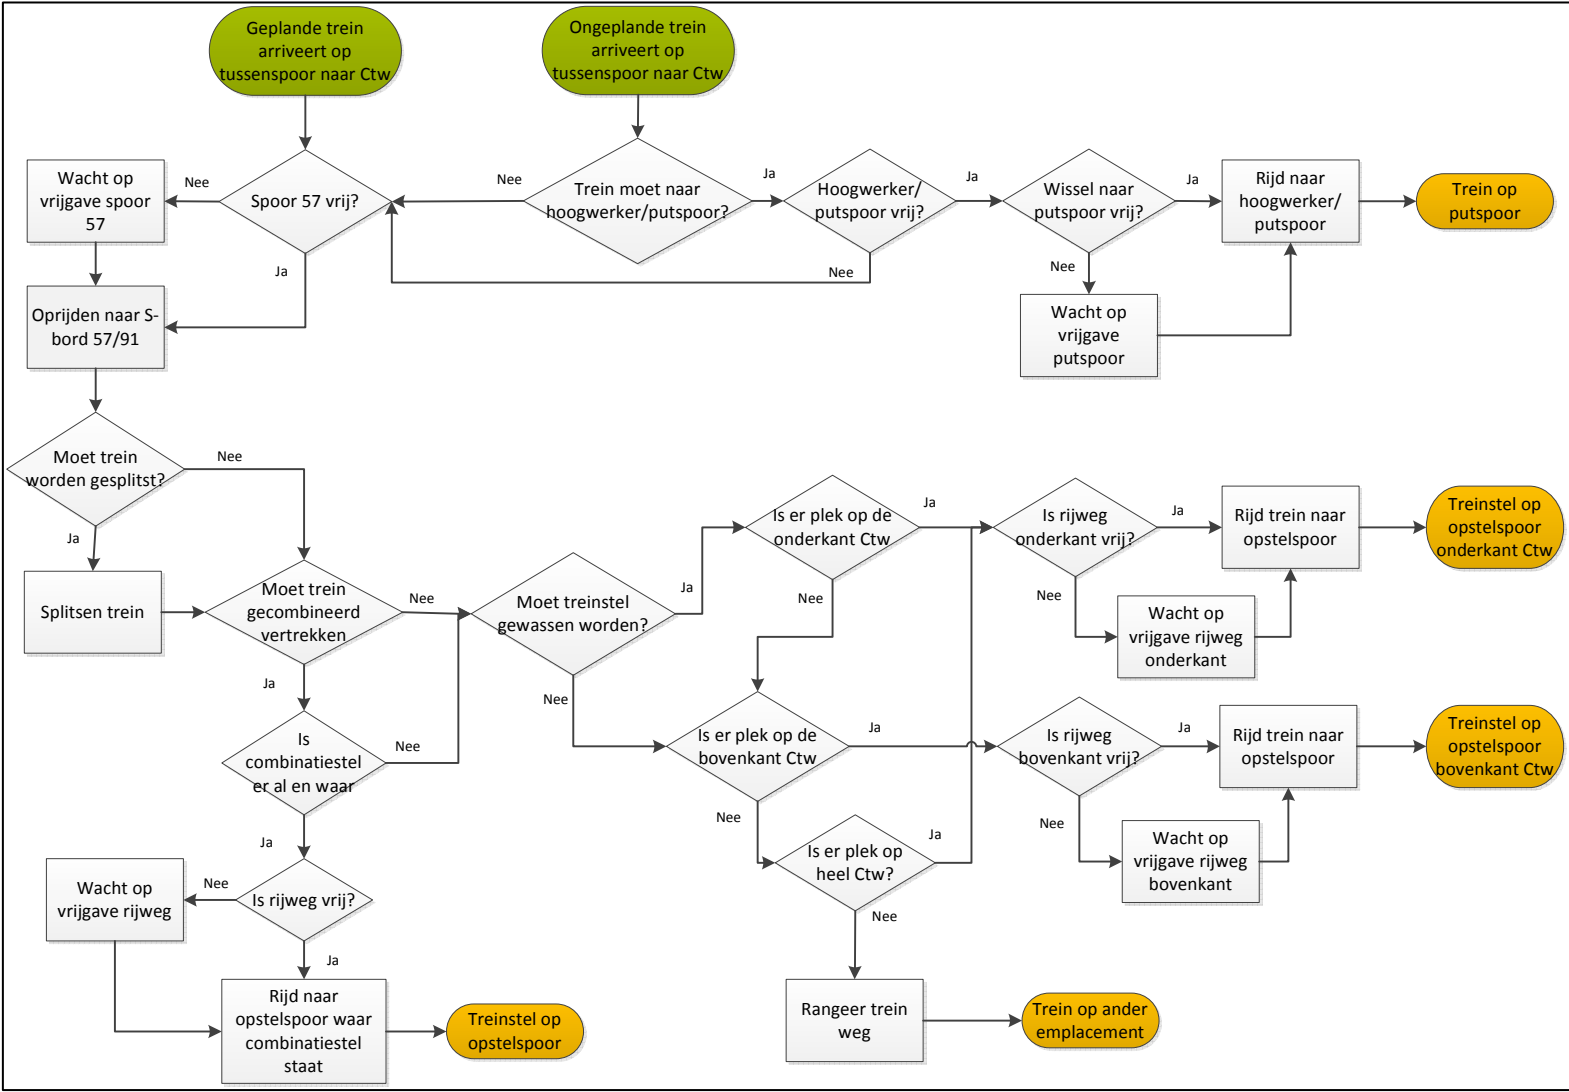 Geplande trein
arriveert op
tussenspoor naar Ctw
Ongeplande trein
arriveert op
tussenspoor naar Ctw
Wacht op
vrijgave spoor
57
Nee
Spoor 57 vrij?
Nee
Trein moet naar
hoogwerker/putspoor?
Ja
Hoogwerker/
putspoor vrij?
Ja
Wissel naar
putspoor vrij?
Ja
Rijd naar
hoogwerker/
putspoor
Trein op
putspoor
Ja
Nee
Nee
Oprijden naar S-
bord 57/91
Wacht op
vrijgave
putspoor
Moet trein
worden gesplitst?
Nee
Ja
Splitsen trein
Moet trein
gecombineerd
vertrekken
Nee
Ja
Moet treinstel
gewassen worden?
Ja
Nee
Is er plek op de
onderkant Ctw
Ja
Nee
Is rijweg
onderkant vrij?
Ja
Nee
Rijd trein naar
opstelspoor
Treinstel op
opstelspoor
onderkant Ctw
Wacht op
vrijgave rijweg
onderkant
Is
combinatiestel
er al en waar
Nee
Ja
Is er plek op de
bovenkant Ctw
Ja
Nee
Is rijweg
bovenkant vrij?
Ja
Nee
Rijd trein naar
opstelspoor
Treinstel op
opstelspoor
bovenkant Ctw
Wacht op
vrijgave rijweg
bovenkant
Is er plek op
heel Ctw?
Ja
Nee
Wacht op
vrijgave rijweg
Nee
Is rijweg vrij?
Ja
Rijd naar
opstelspoor waar
combinatiestel
staat
Treinstel op
opstelspoor
Rangeer trein
weg
Trein op ander
emplacement